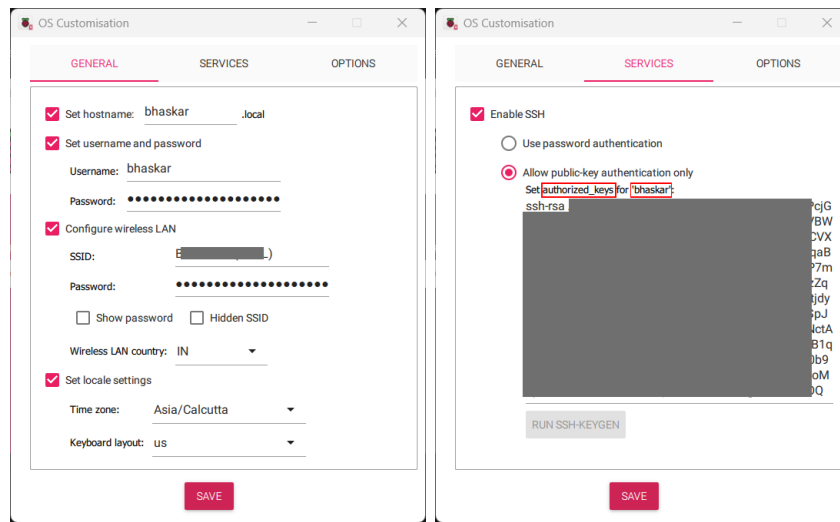 OS Customisation
GENERAL SERVICES OPTIONS
Set hostname: bhaskar .local
Set username and password
Username: bhaskar
Password: ••••••••••••••••••••
Configure wireless LAN
SSID:
Password: ••••••••••••••••••••
Show password Hidden SSID
Wireless LAN country: IN
Set locale settings
Time zone: Asia/Calcutta
Keyboard layout: us
SAVE
OS Customisation
GENERAL SERVICES OPTIONS
Enable SSH
Use password authentication
Allow public-key authentication only
Set authorized_keys for 'bhaskar':
ssh-rsa
RUN SSH-KEYGEN
SAVE